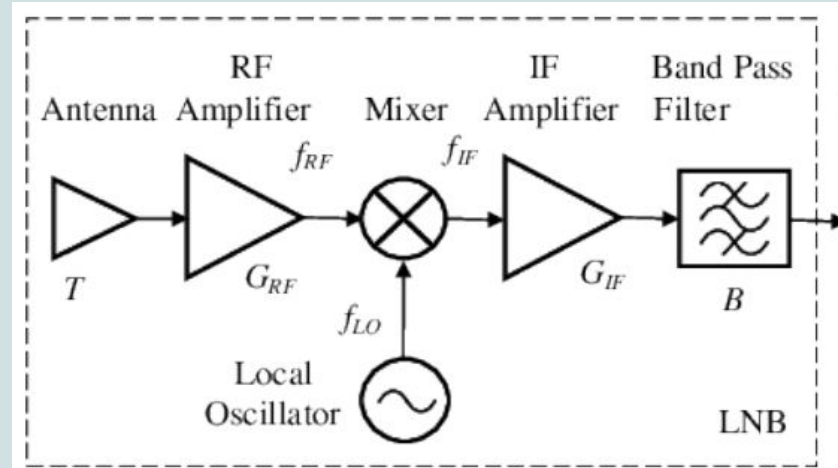 RF
IF
Band Pass
Antenna
Amplifier
Mixer
Amplifier
Filter
f_RF
f_IF
T
G_RF
G_IF
B
f_LO
Local
Oscillator
LNB